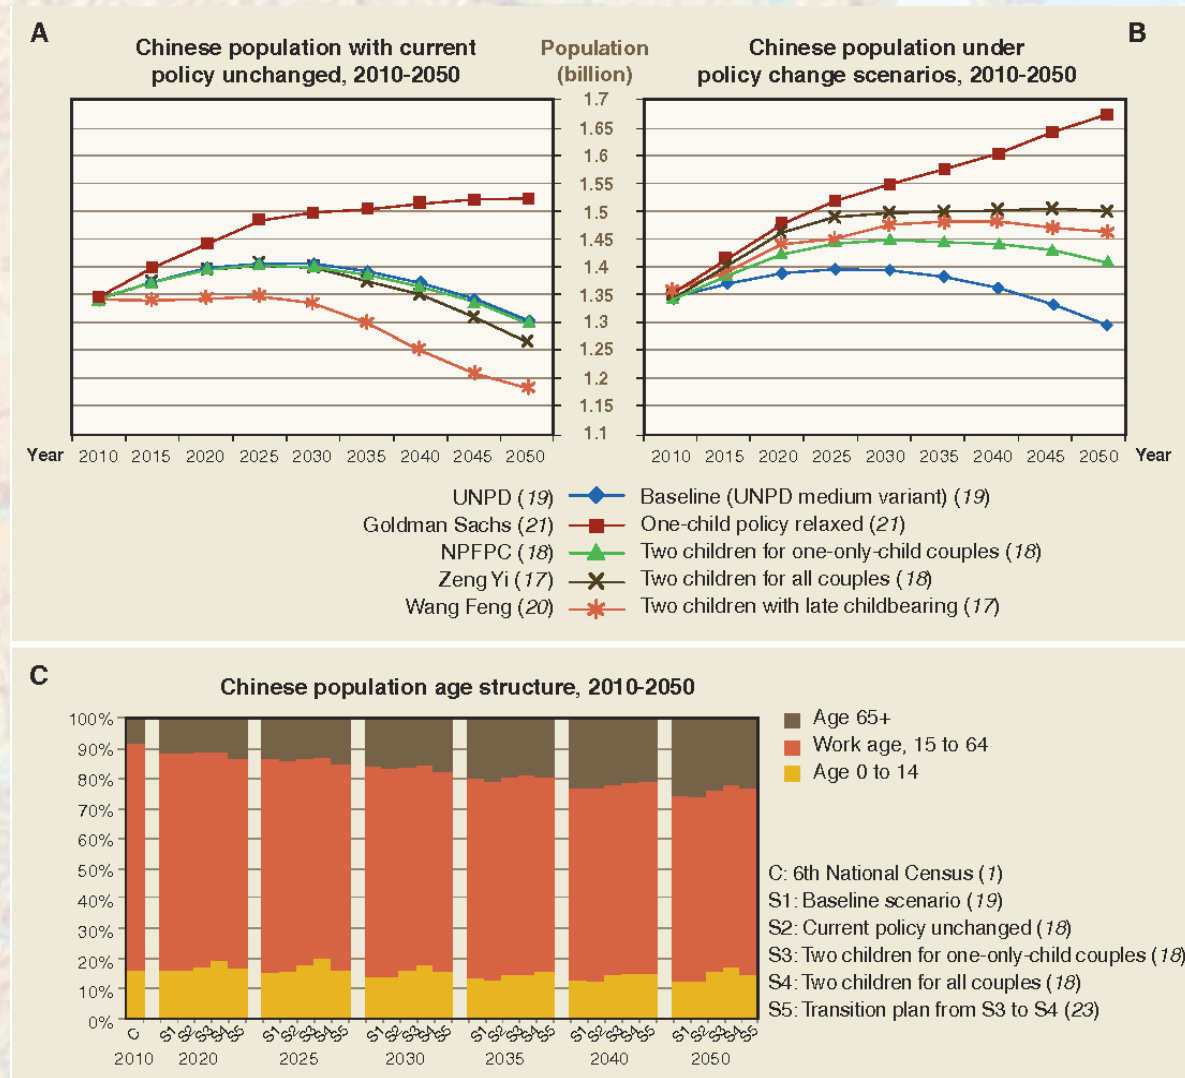 A
B
Chinese population with current
policy unchanged, 2010-2050
Population
(billion)
Chinese population under
policy change scenarios, 2010-2050
1.7
1.65
1.6
1.55
1.5
1.45
1.4
1.35
1.3
1.25
1.2
1.15
1.1
Year 2010 2015 2020 2025 2030 2035 2040 2045 2050
2010 2015 2020 2025 2030 2035 2040 2045 2050 Year
UNPD (19) Baseline (UNPD medium variant) (19)
Goldman Sachs (21) One-child policy relaxed (21)
NPFPC (18) Two children for one-only-child couples (18)
Zeng Yi (17) Two children for all couples (18)
Wang Feng (20) Two children with late childbearing (17)
C
Chinese population age structure, 2010-2050
100%
90%
80%
70%
60%
50%
40%
30%
20%
10%
0%
C S1 S2 S3 S4 S5 S1 S2 S3 S4 S5 S1 S2 S3 S4 S5 S1 S2 S3 S4 S5 S1 S2 S3 S4 S5 S1 S2 S3 S4 S5
2010 2020 2025 2030 2035 2040 2050
Age 65+
Work age, 15 to 64
Age 0 to 14
C: 6th National Census (1)
S1: Baseline scenario (19)
S2: Current policy unchanged (18)
S3: Two children for one-only-child couples (18)
S4: Two children for all couples (18)
S5: Transition plan from S3 to S4 (23)